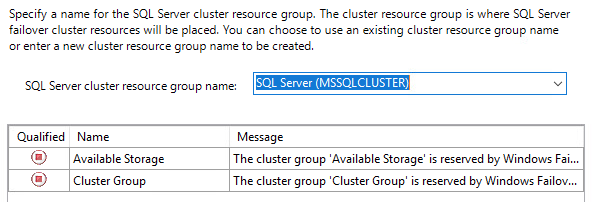 Specify a name for the SQL Server cluster resource group. The cluster resource group is where SQL Server
failover cluster resources will be placed. You can choose to use an existing cluster resource group name
or enter a new cluster resource group name to be created.
SQL Server cluster resource group name: SQL Server (MSSQLCLUSTER)
Qualified Name Message
Available Storage The cluster group 'Available Storage' is reserved by Windows Fai...
Cluster Group The cluster group 'Cluster Group' is reserved by Windows Failov...